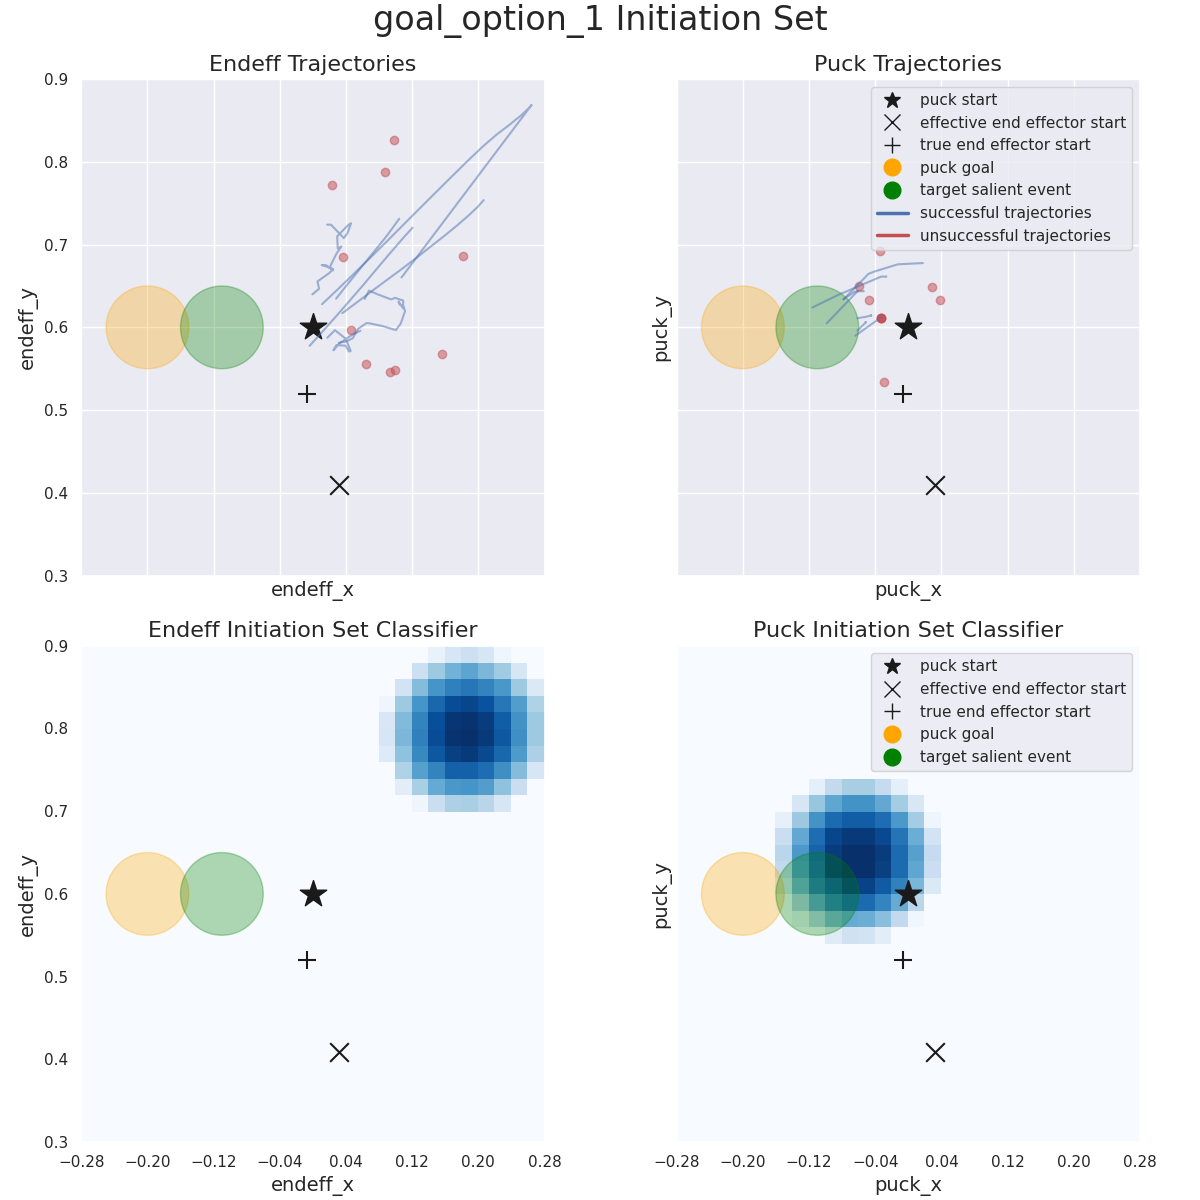 goal_option_1 Initiation Set
Endeff Trajectories
0.9
0.8
0.7
0.6
0.5
0.4
0.3
endeff_y
endeff_x
Puck Trajectories
puck start
effective end effector start
true end effector start
puck goal
target salient event
successful trajectories
unsuccessful trajectories
puck_y
puck_x
Endeff Initiation Set Classifier
0.9
0.8
0.7
0.6
0.5
0.4
0.3
endeff_y
−0.28 −0.20 −0.12 −0.04 0.04 0.12 0.20 0.28
endeff_x
Puck Initiation Set Classifier
puck start
effective end effector start
true end effector start
puck goal
target salient event
puck_y
−0.28 −0.20 −0.12 −0.04 0.04 0.12 0.20 0.28
puck_x